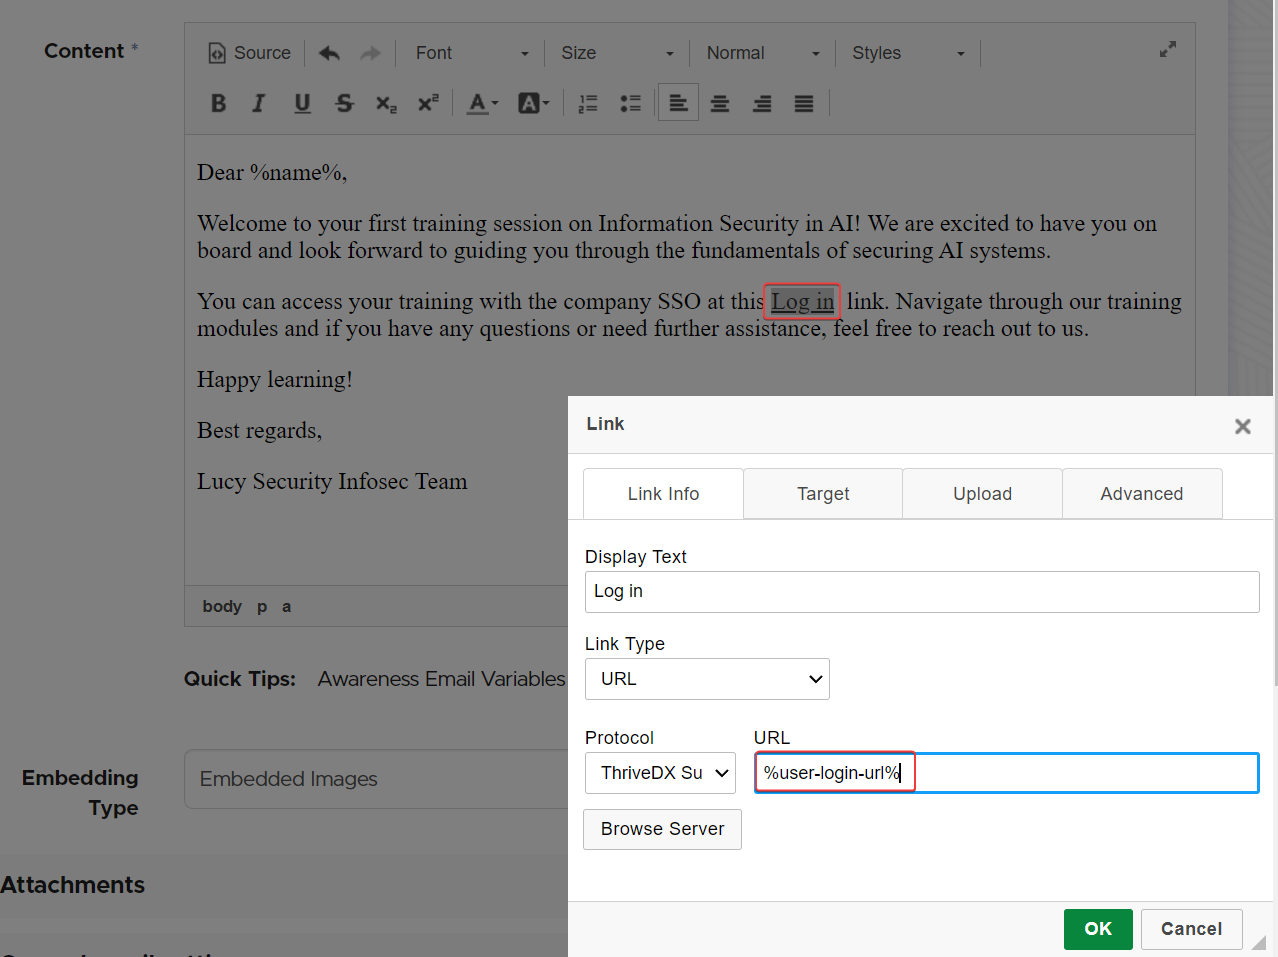 Content *
Source
Font
Size
Normal
Styles
B I U S x₂ x² A A
Dear %name%,
Welcome to your first training session on Information Security in AI! We are excited to have you on
board and look forward to guiding you through the fundamentals of securing AI systems.
You can access your training with the company SSO at this Log in link. Navigate through our training
modules and if you have any questions or need further assistance, feel free to reach out to us.
Happy learning!
Best regards,
Lucy Security Infosec Team
body p a
Quick Tips: Awareness Email Variables
Embedding
Type
Embedded Images
Attachments
Link
Link Info
Target
Upload
Advanced
Display Text
Log in
Link Type
URL
Protocol
URL
ThriveDX Su
%user-login-url%
Browse Server
OK
Cancel